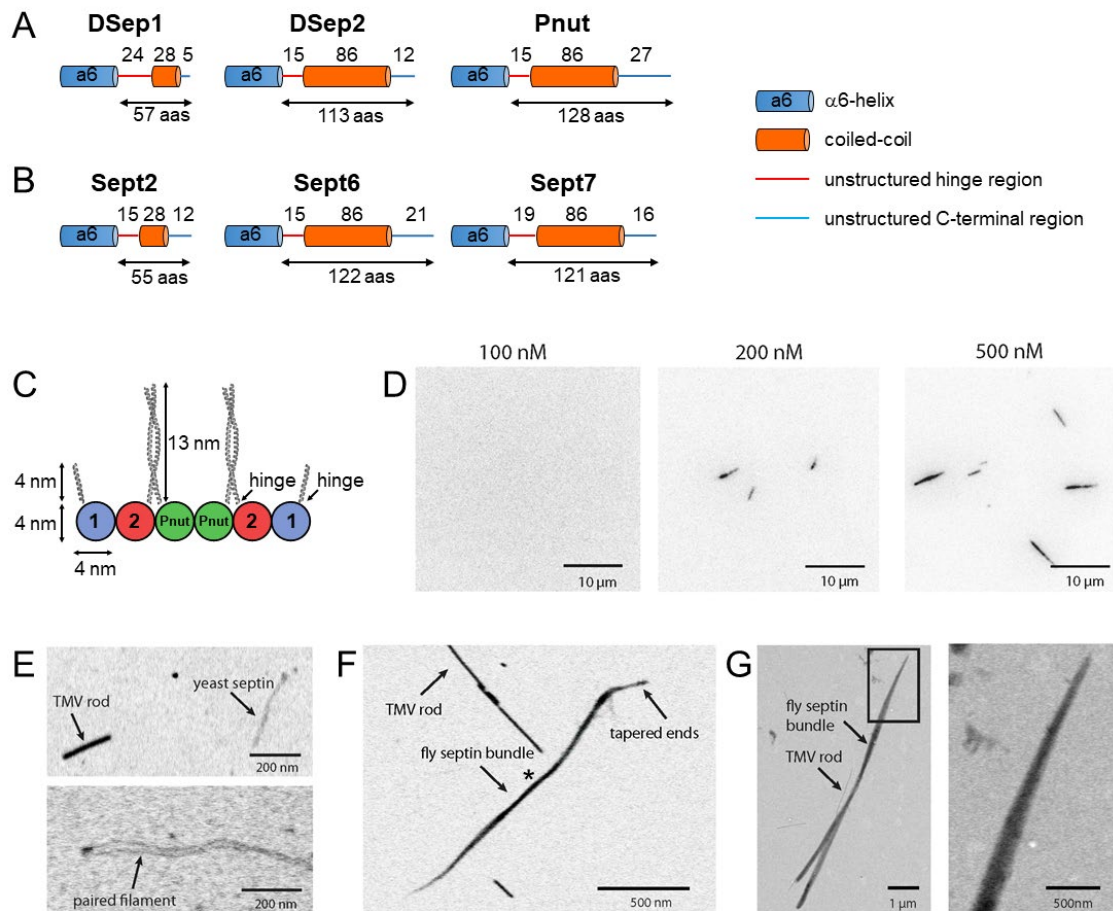 A
DSep1
DSep2
Pnut
24 28 5
15 86 12
15 86 27
a6
a6
a6
57 aas
113 aas
128 aas
B
Sept2
Sept6
Sept7
15 28 12
15 86 21
19 86 16
a6
a6
a6
55 aas
122 aas
121 aas
a6 α6-helix
coiled-coil
unstructured hinge region
unstructured C-terminal region
C
13 nm
4 nm
hinge
hinge
4 nm
1 2 Pnut Pnut 2 1
4 nm
D
100 nM
200 nM
500 nM
10 µm
10 µm
10 µm
E
TMV rod
yeast septin
200 nm
paired filament
200 nm
F
TMV rod
fly septin bundle
*
tapered ends
500 nm
G
fly septin
bundle
TMV rod
1 µm
500nm